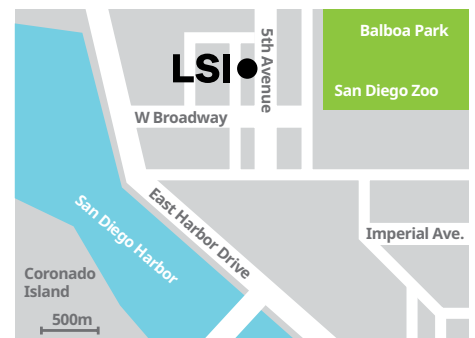 Balboa Park
5th Avenue
LSI
San Diego Zoo
W Broadway
East Harbor Drive
San Diego Harbor
Imperial Ave.
Coronado
Island
500m